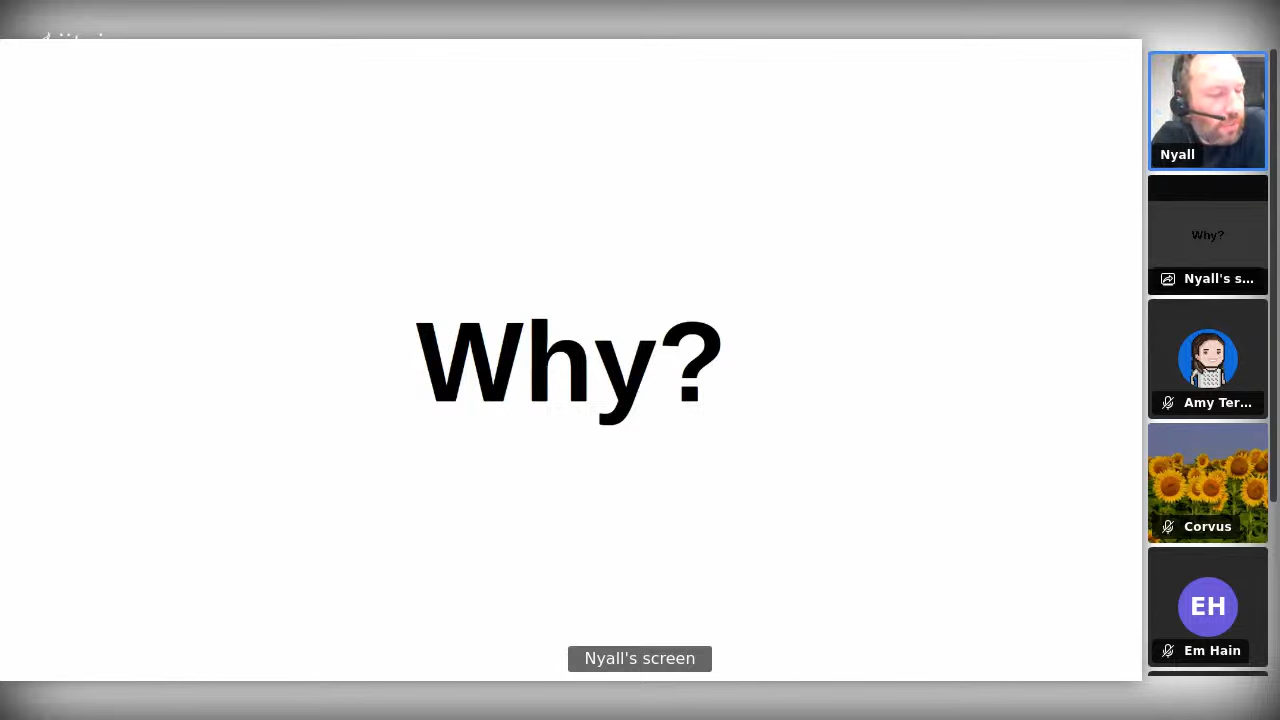 Why?
Nyall's screen
Nyall
Why?
Nyall's s...
Amy Ter...
Corvus
EH
Em Hain